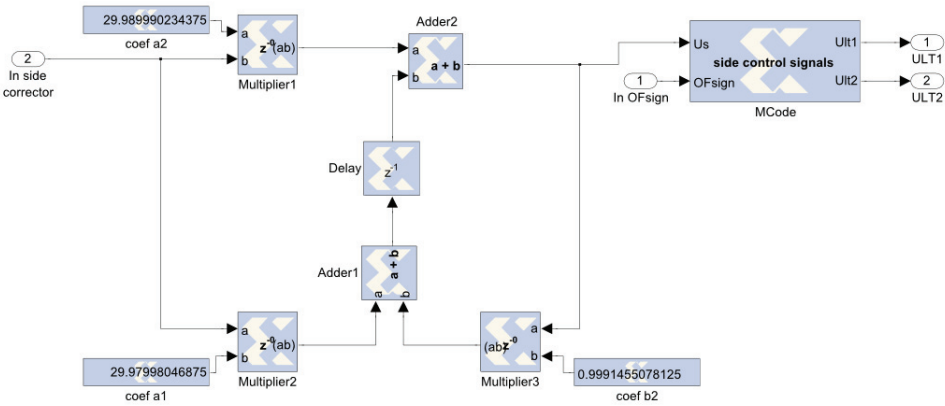 29.989990234375
coef a2
2
In side
corrector
a
b
z⁻⁰(ab)
Multiplier1
Adder2
a
b
a + b
Us
OFsign
side control signals
Ult1
Ult2
MCode
1
In OFsign
1
ULT1
2
ULT2
Delay
z⁻¹
Adder1
a + b
a
b
29.97998046875
coef a1
a
b
z⁻⁰(ab)
Multiplier2
(ab)z⁻⁰
a
b
Multiplier3
0.9991455078125
coef b2